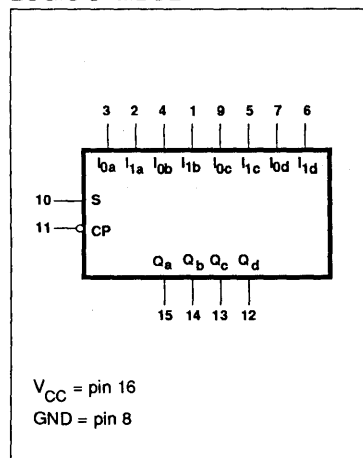 3 2 4 1 9 5 7 6
I0a I1a I0b I1b I0c I1c I0d I1d
10 S
11 CP
Qa Qb Qc Qd
15 14 13 12
VCC = pin 16
GND = pin 8